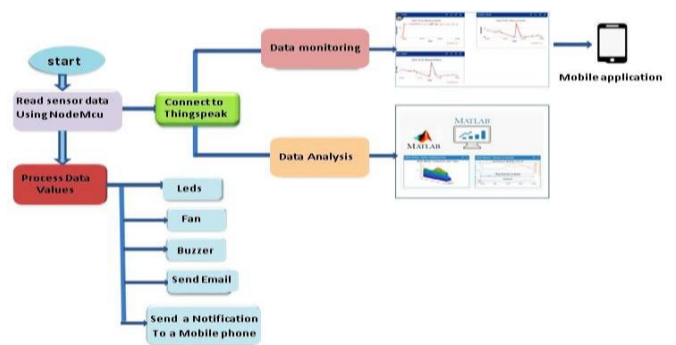 start
Read sensor data
Using NodeMcu
Connect to
Thingspeak
Data monitoring
Mobile application
Data Analysis
MATLAB
MATLAB
Process Data
Values
Leds
Fan
Buzzer
Send Email
Send a Notification
To a Mobile phone